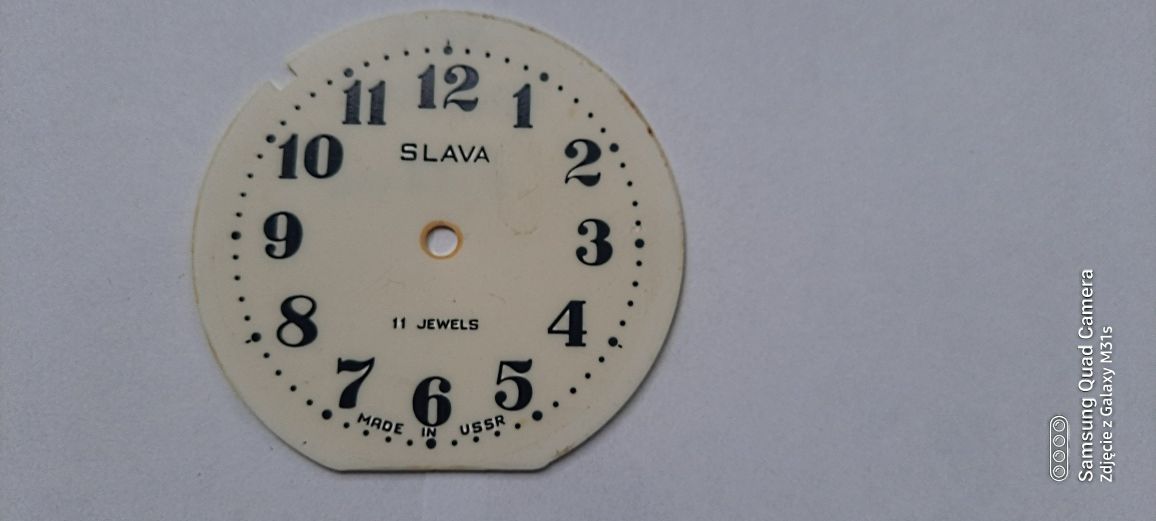 12
11
1
10
2
SLAVA
9
3
8
4
11 JEWELS
7
5
6
MADE IN USSR
Samsung Quad Camera
Zdjęcie z Galaxy M31s